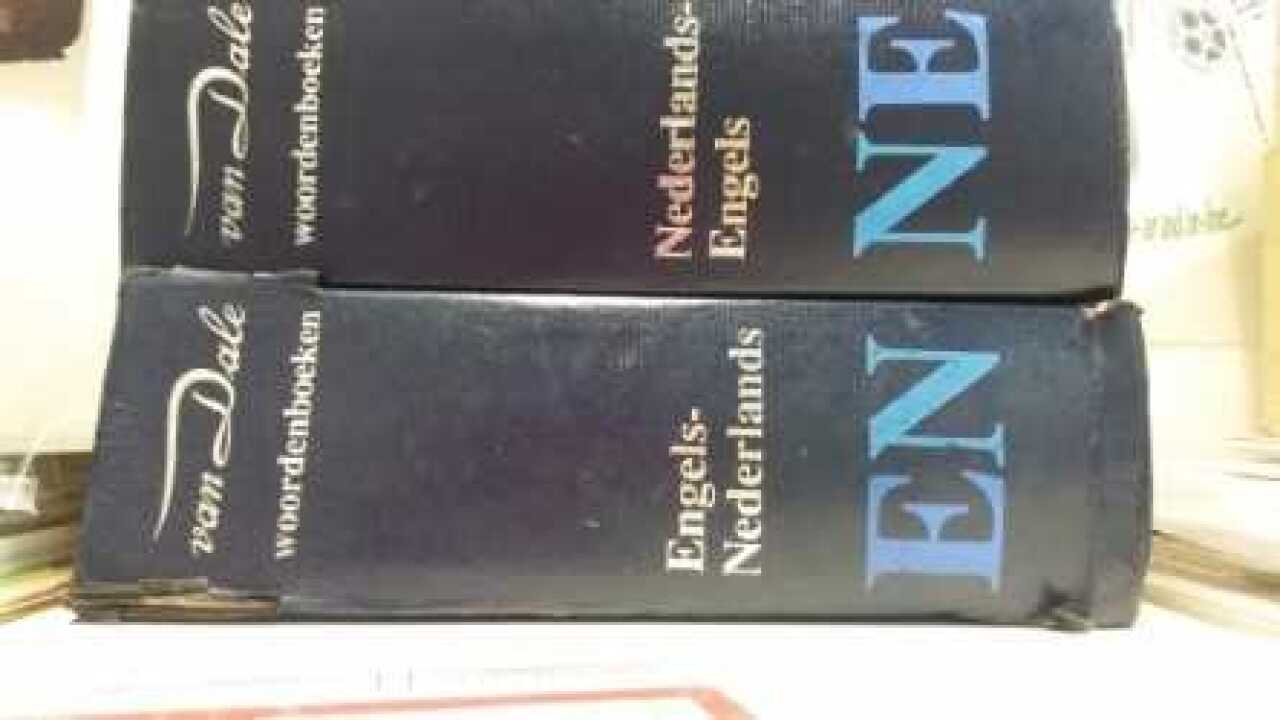 van Dale
woordenboeken
Nederlands-
Engels
NE
van Dale
woordenboeken
Engels-
Nederlands
EN